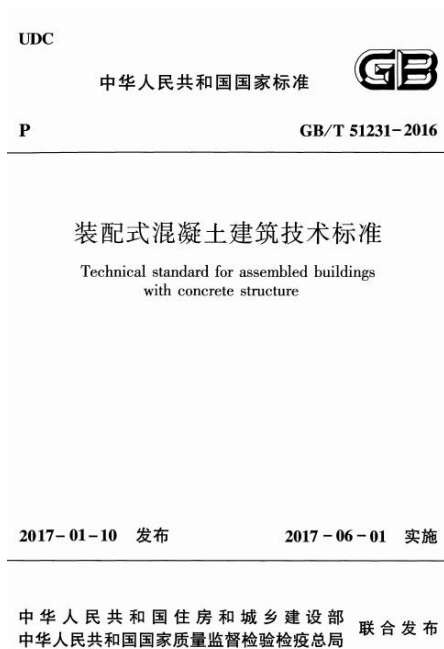 UDC
中华人民共和国国家标准
GB
P
GB/T 51231-2016
装配式混凝土建筑技术标准
Technical standard for assembled buildings
with concrete structure
2017-01-10 发布
2017-06-01 实施
中华人民共和国住房和城乡建设部
中华人民共和国国家质量监督检验检疫总局
联合发布